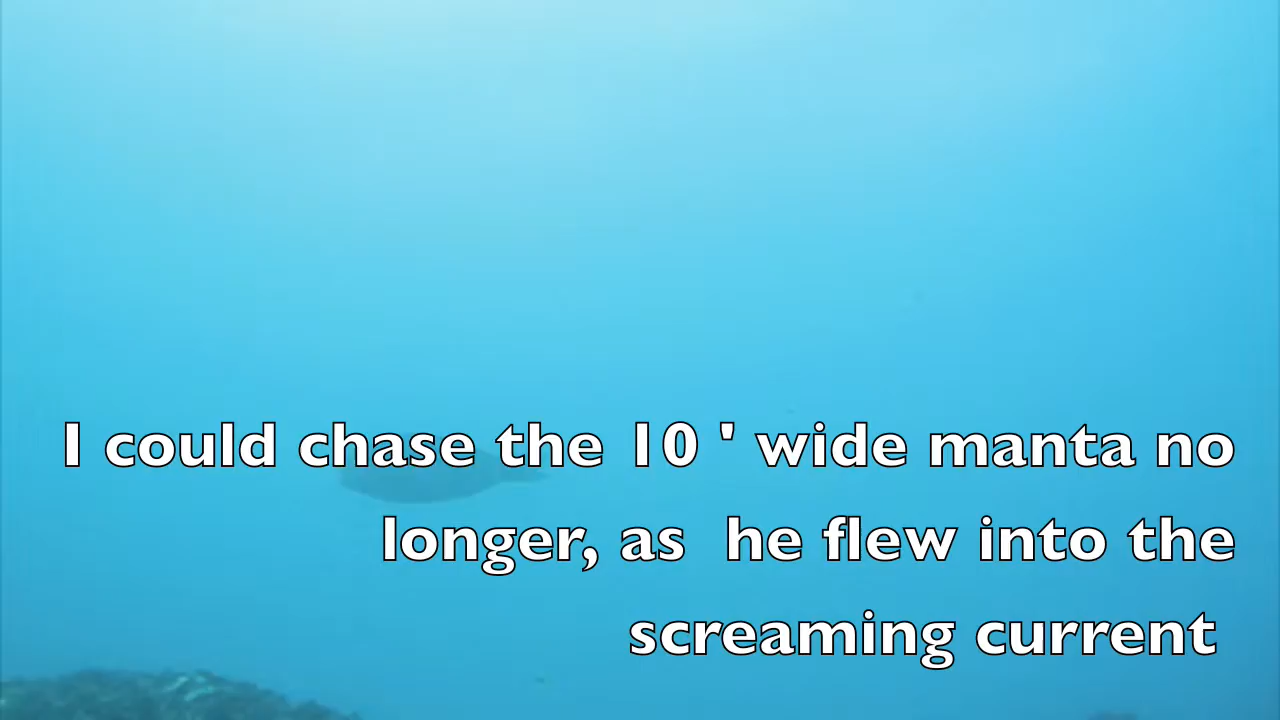 I could chase the 10 ' wide manta no
longer, as  he flew into the
screaming current